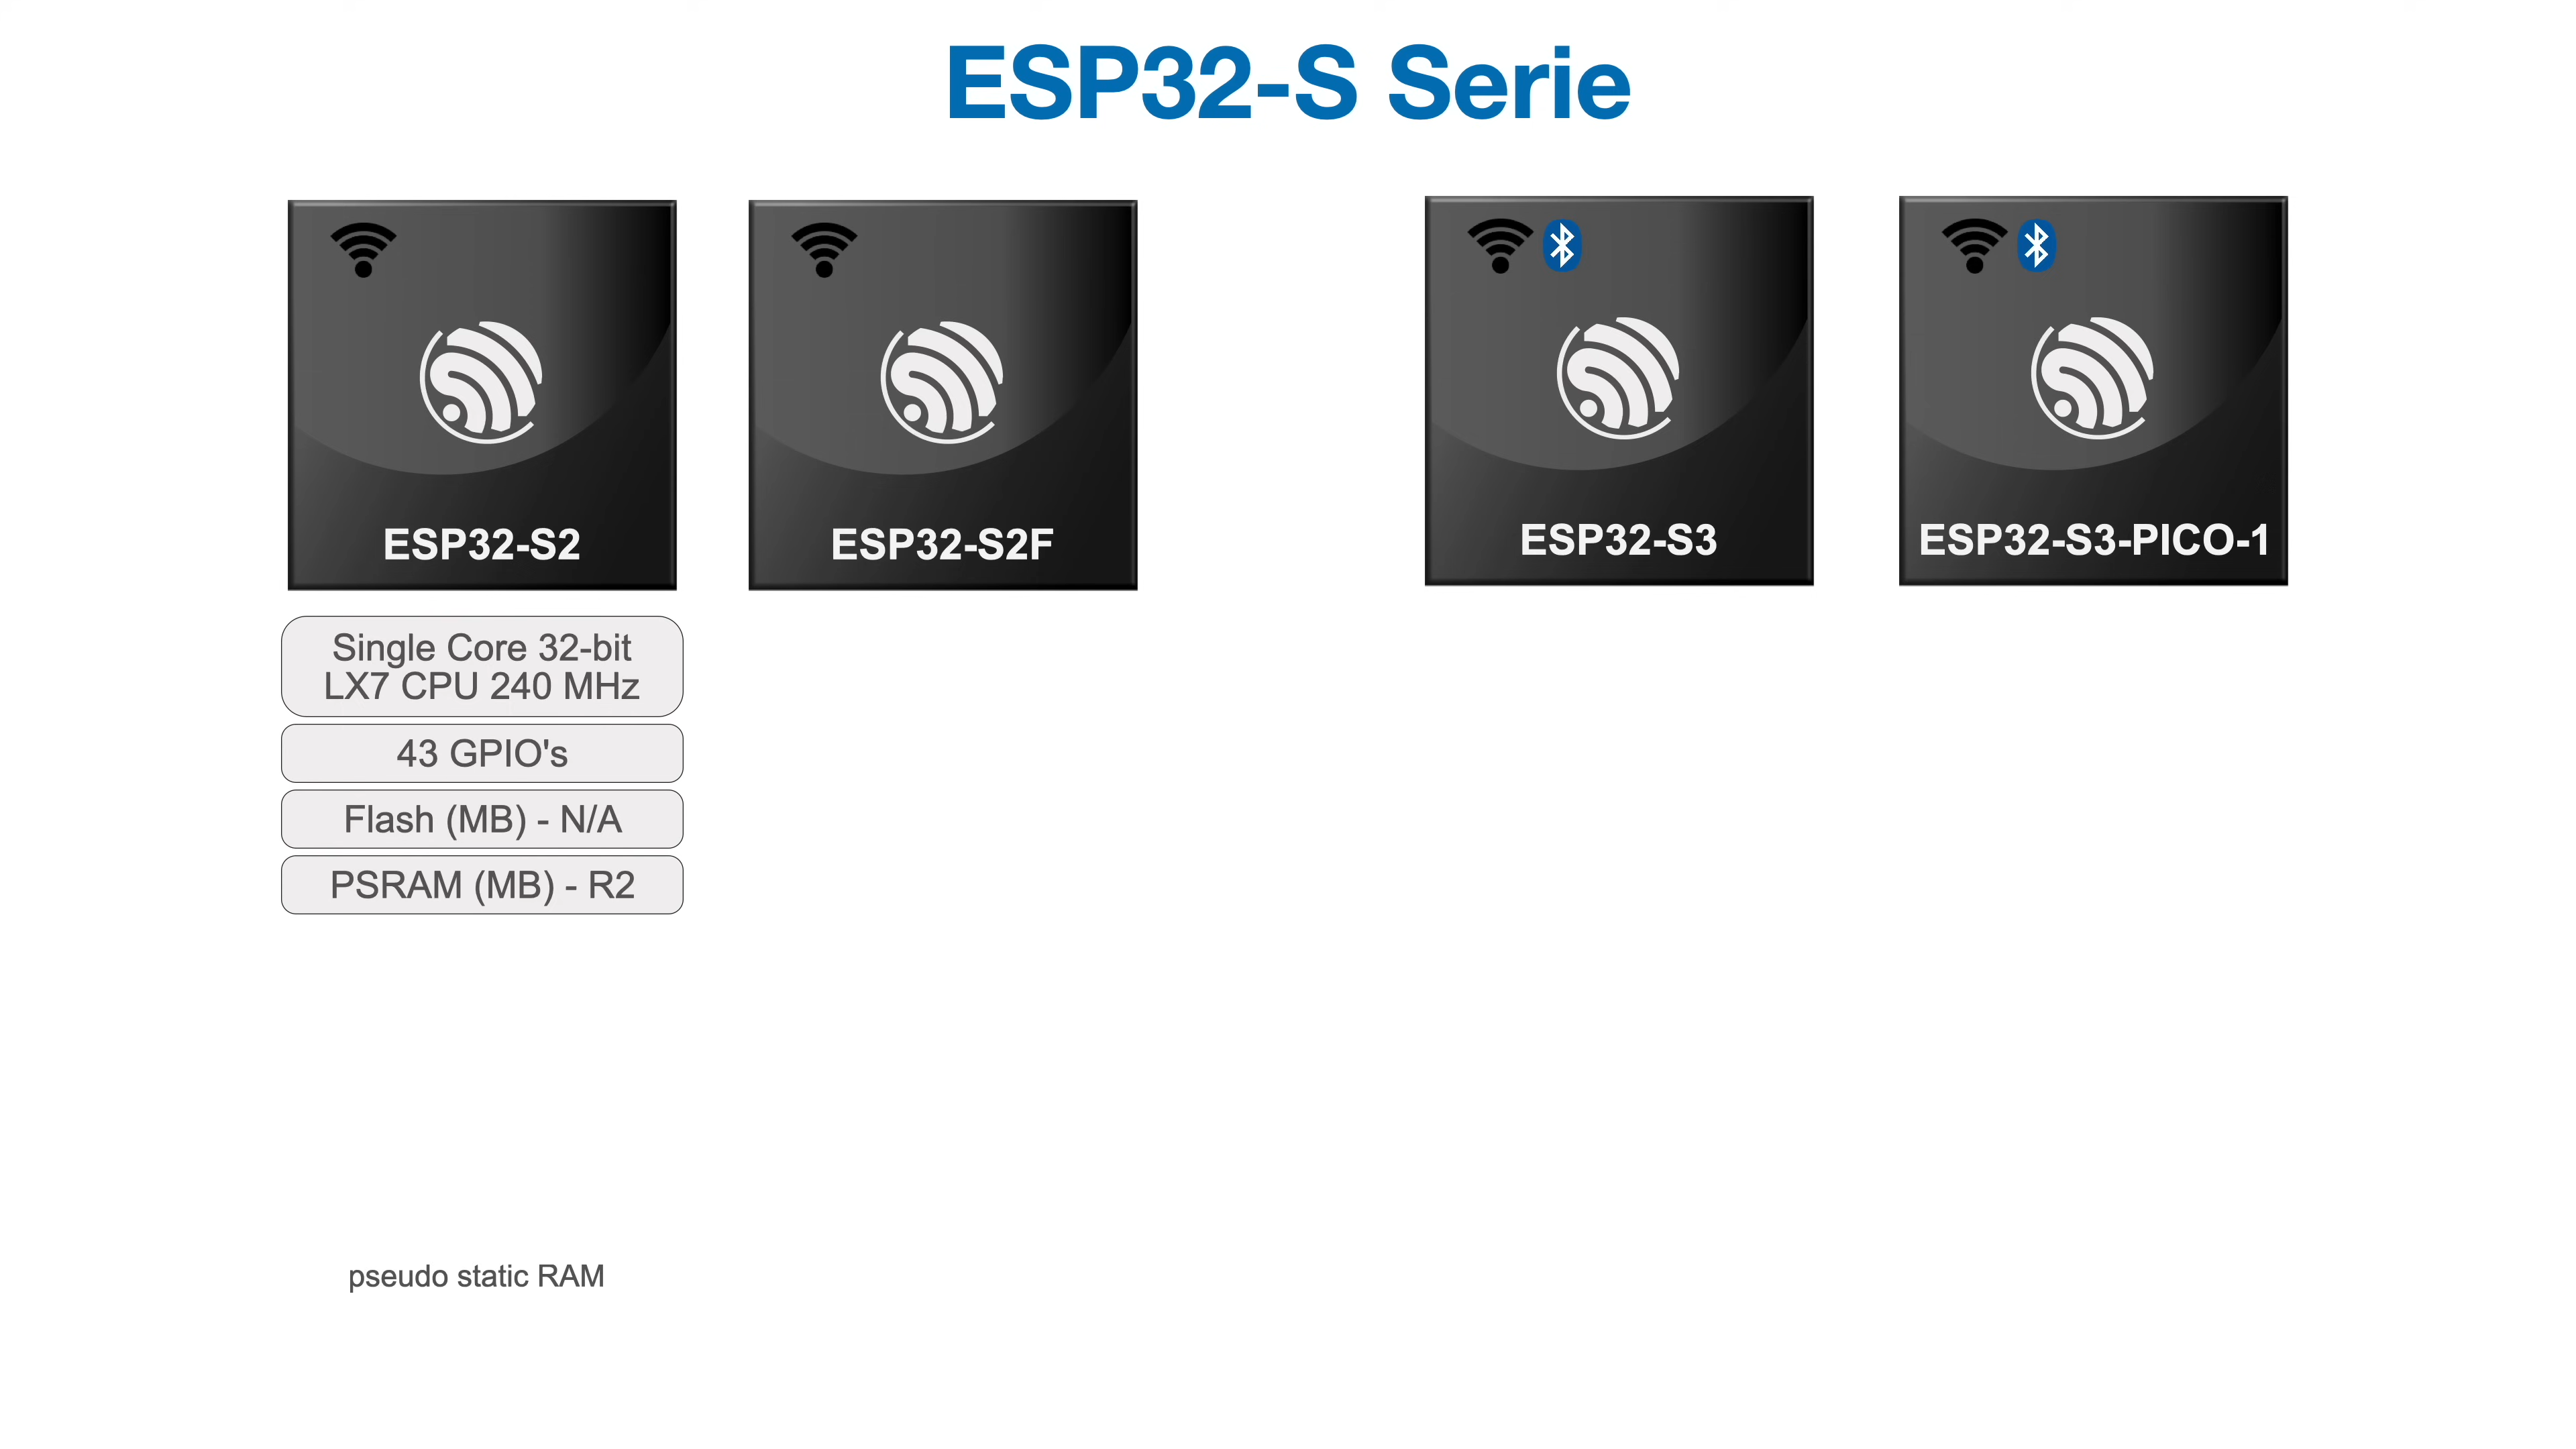 ESP32-S Serie
ESP32-S2
ESP32-S2F
ESP32-S3
ESP32-S3-PICO-1
Single Core 32-bit
LX7 CPU 240 MHz
43 GPIO's
Flash (MB) - N/A
PSRAM (MB) - R2
pseudo static RAM